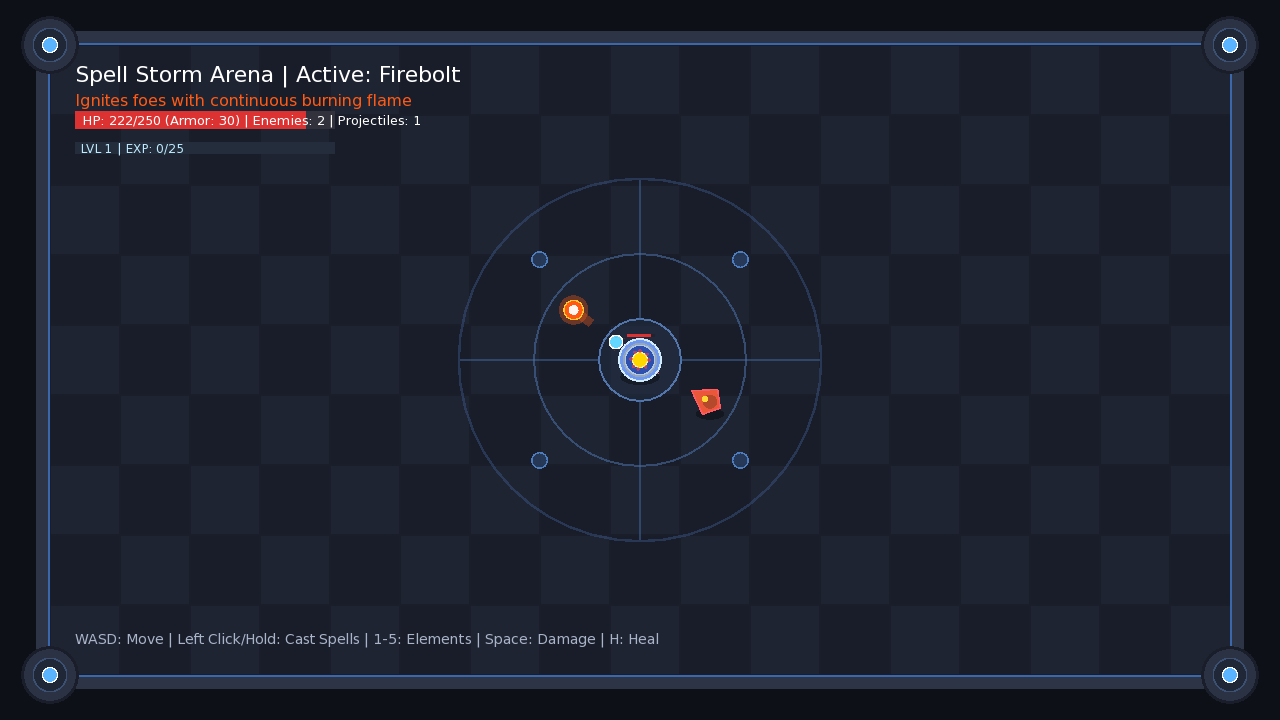 Spell Storm Arena | Active: Firebolt
Ignites foes with continuous burning flame
HP: 222/250 (Armor: 30) | Enemies: 2 | Projectiles: 1
LVL 1 | EXP: 0/25
WASD: Move | Left Click/Hold: Cast Spells | 1-5: Elements | Space: Damage | H: Heal